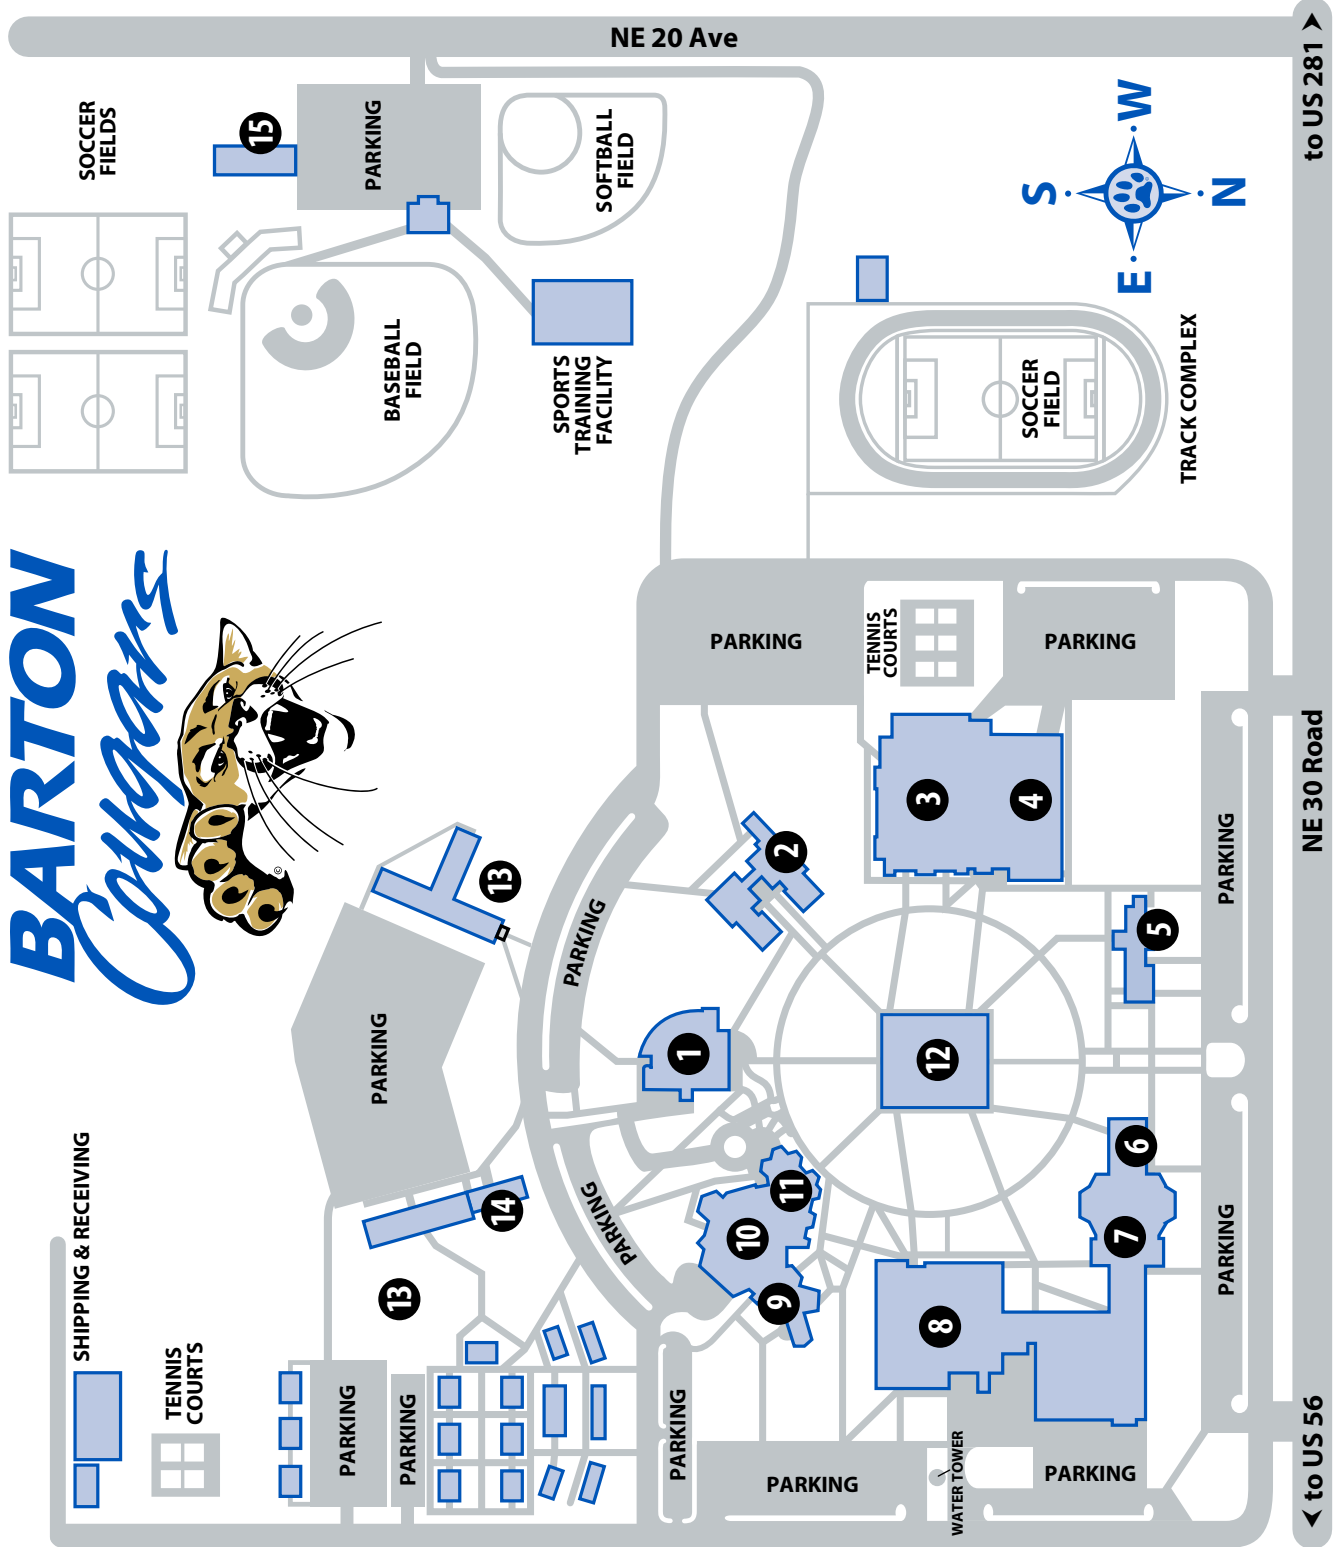 NE 20 Ave
to US 281
SOCCER
FIELDS
15
PARKING
SOFTBALL
FIELD
W
S
N
E
BASEBALL
FIELD
SPORTS
TRAINING
FACILITY
SOCCER
FIELD
TRACK COMPLEX
BARTON
Cougars
©
PARKING
TENNIS
COURTS
PARKING
NE 30 Road
3
4
2
13
PARKING
PARKING
5
PARKING
1
12
6
SHIPPING & RECEIVING
14
PARKING
11
10
7
PARKING
13
9
8
TENNIS
COURTS
PARKING
PARKING
PARKING
PARKING
WATER TOWER
PARKING
to US 56